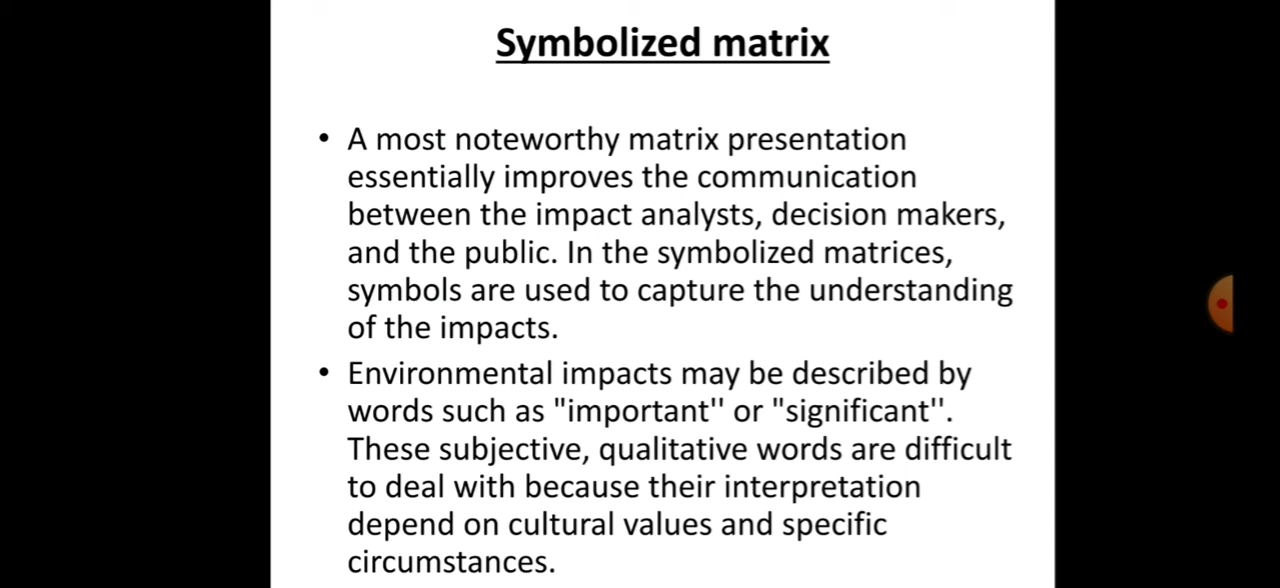 Symbolized matrix
• A most noteworthy matrix presentation
essentially improves the communication
between the impact analysts, decision makers,
and the public. In the symbolized matrices,
symbols are used to capture the understanding
of the impacts.
• Environmental impacts may be described by
words such as "important'' or "significant''.
These subjective, qualitative words are difficult
to deal with because their interpretation
depend on cultural values and specific
circumstances.